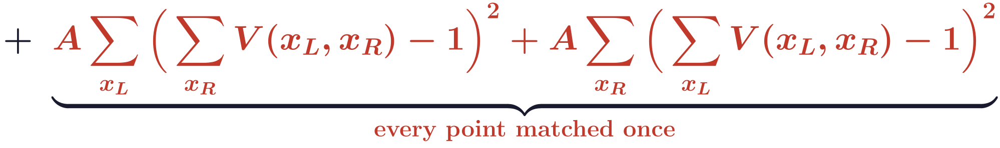 + A ∑_{x_L} ( ∑_{x_R} V(x_L, x_R) − 1 )^2 + A ∑_{x_R} ( ∑_{x_L} V(x_L, x_R) − 1 )^2
every point matched once